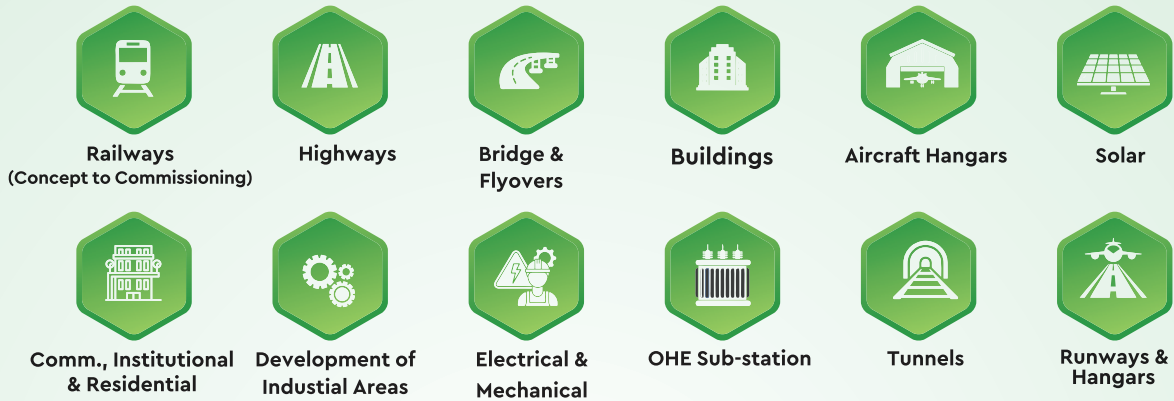 Railways
(Concept to Commissioning)
Highways
Bridge &
Flyovers
Buildings
Aircraft Hangars
Solar
Comm., Institutional
& Residential
Development of
Industial Areas
Electrical &
Mechanical
OHE Sub-station
Tunnels
Runways &
Hangars